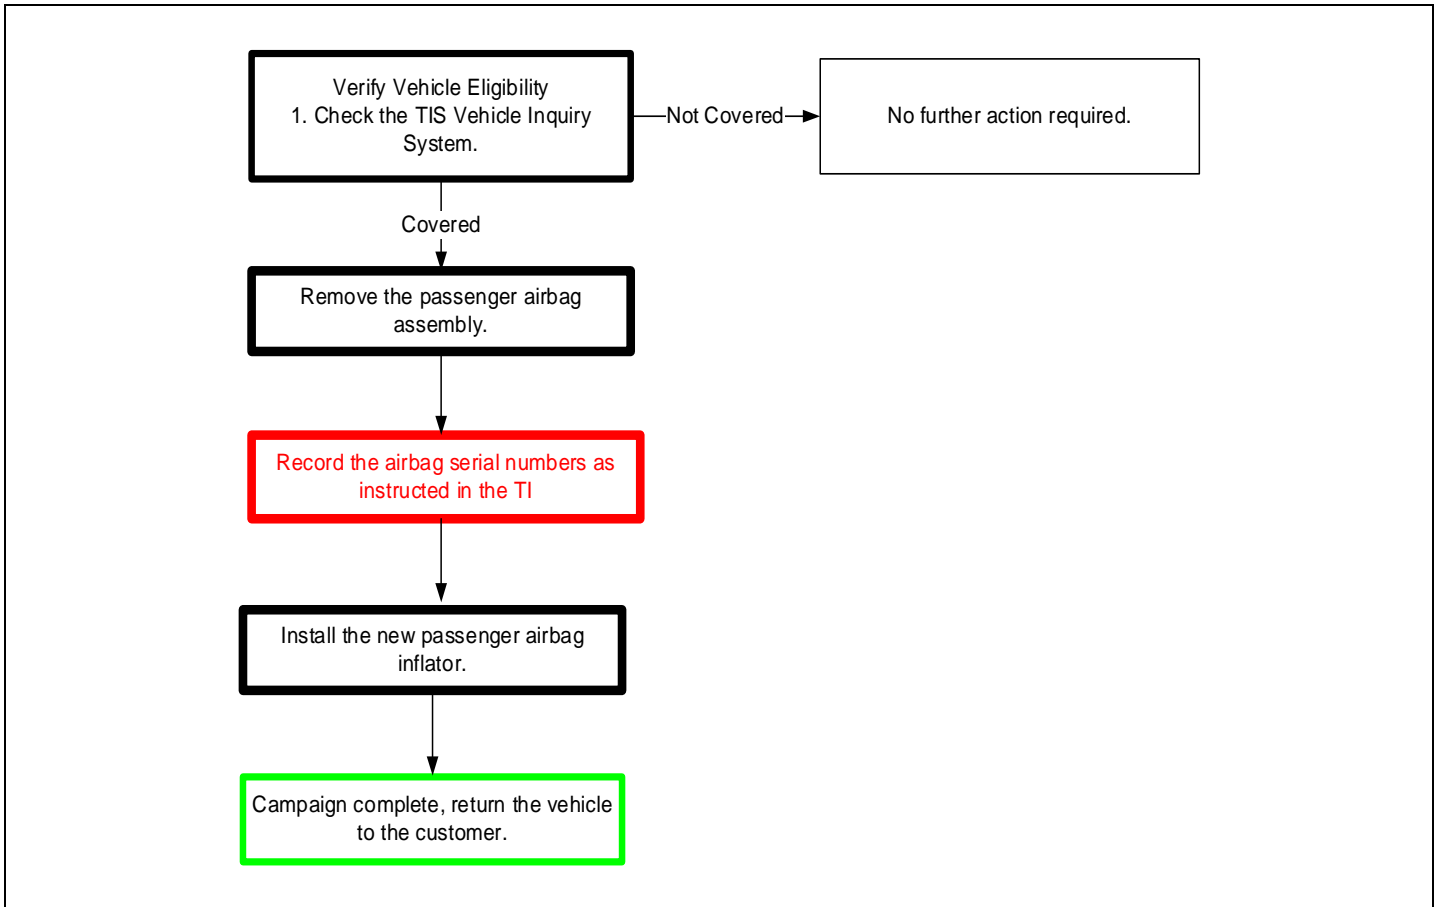 Verify Vehicle Eligibility
1. Check the TIS Vehicle Inquiry
System.
Not Covered
No further action required.
Covered
Remove the passenger airbag
assembly.
Record the airbag serial numbers as
instructed in the TI
Install the new passenger airbag
inflator.
Campaign complete, return the vehicle
to the customer.